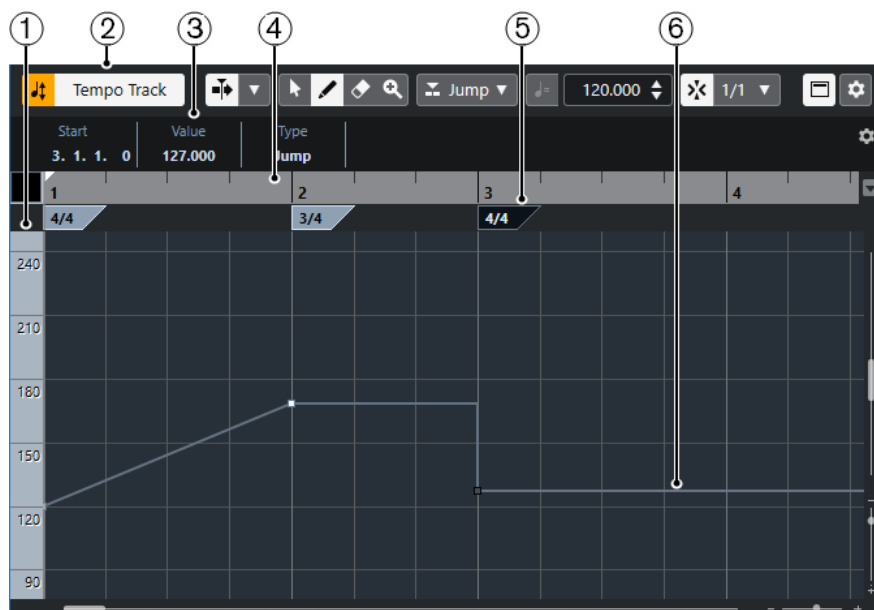 1 2 3 4 5 6
Tempo Track Jump 120.000 1/1
Start Value Type
3. 1. 1. 0 127.000 Jump
1 2 3 4
4/4 3/4 4/4
240
210
180
150
120
90